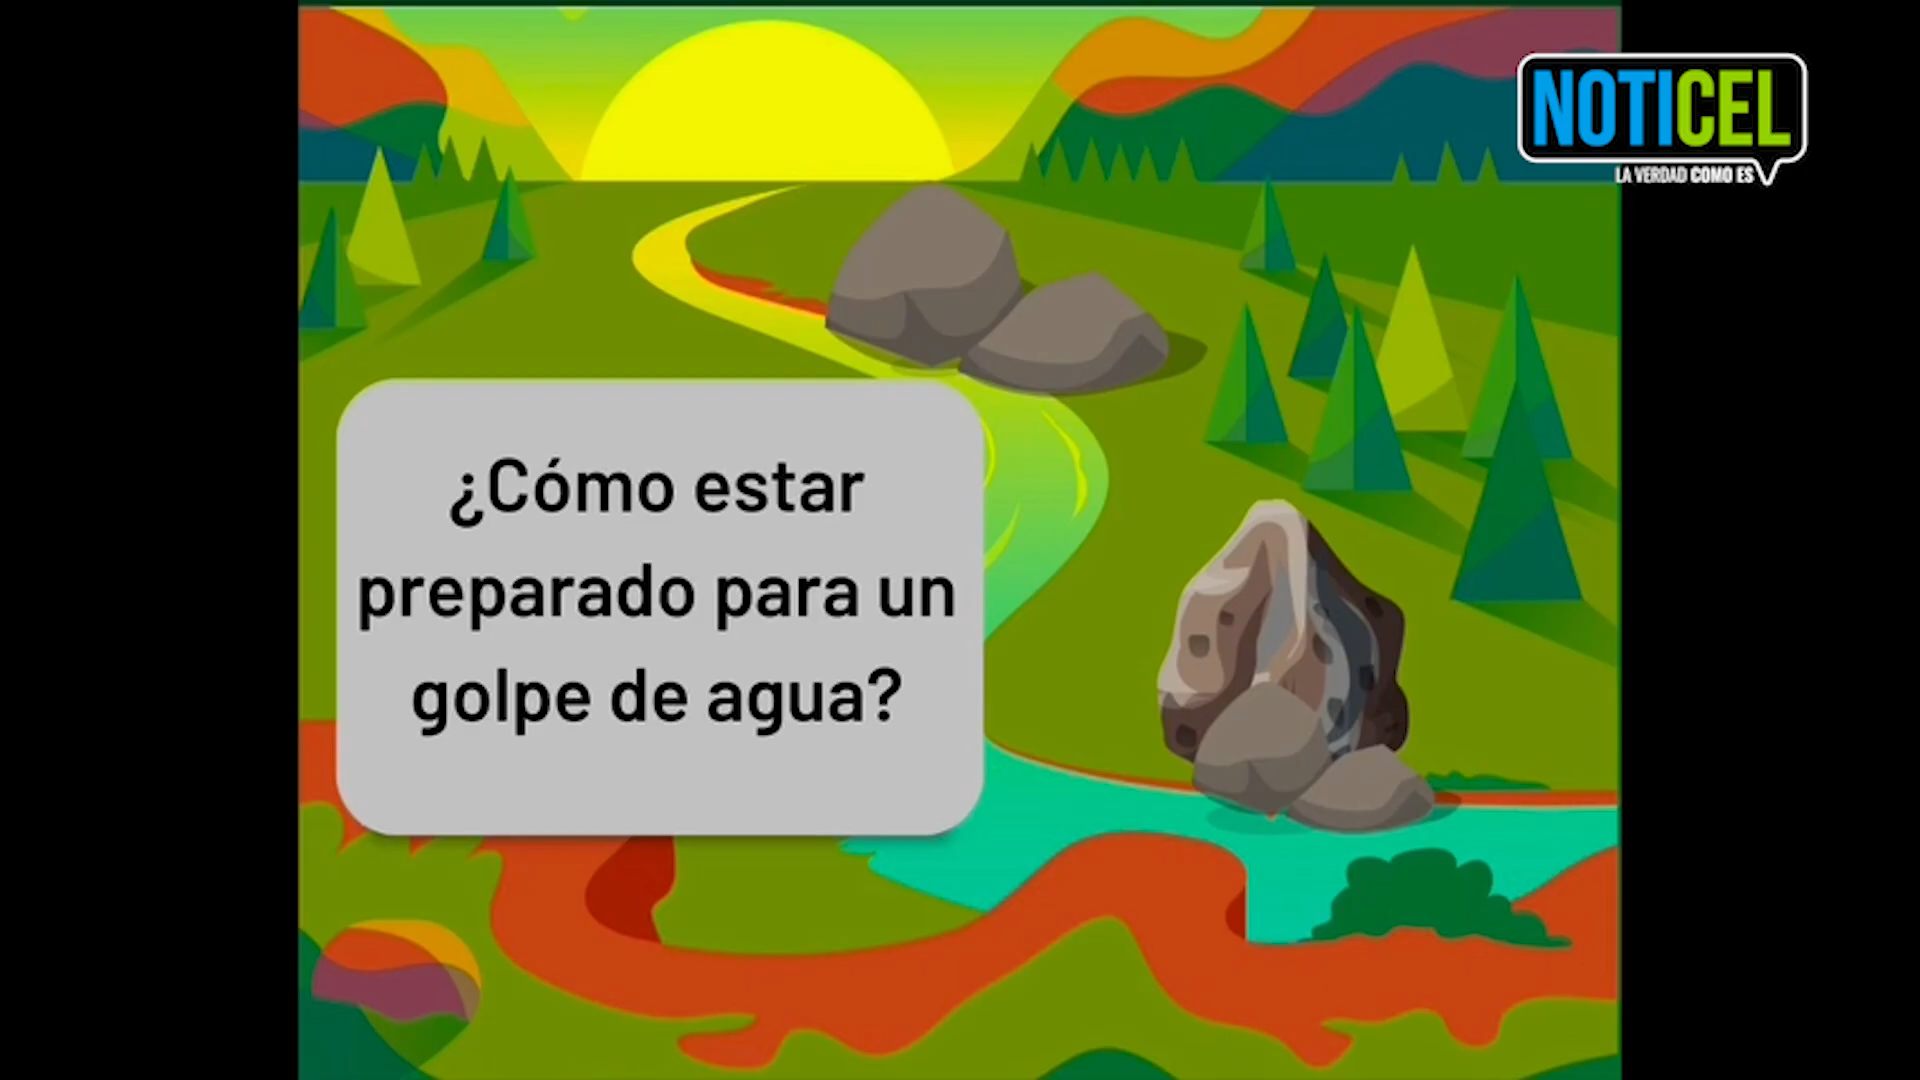 NOTICEL
LA VERDAD COMO ES
¿Cómo estar
preparado para un
golpe de agua?